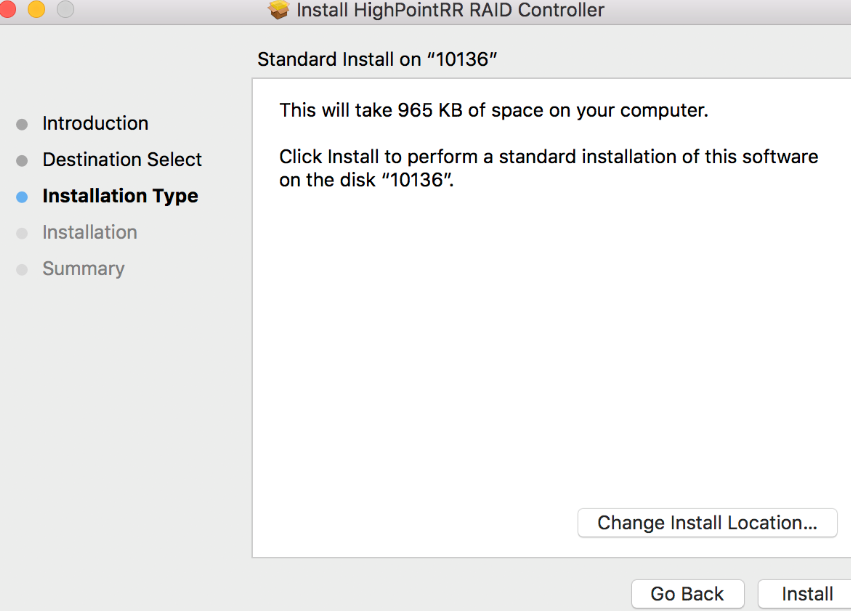 Install HighPointRR RAID Controller
Standard Install on “10136”
Introduction
Destination Select
Installation Type
Installation
Summary
This will take 965 KB of space on your computer.
Click Install to perform a standard installation of this software
on the disk “10136”.
Change Install Location...
Go Back
Install